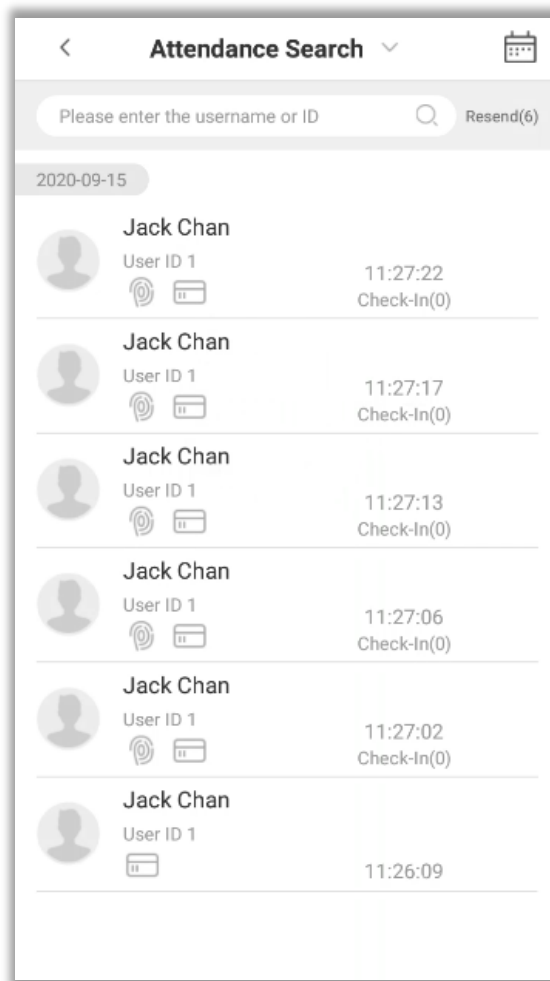 Attendance Search
Please enter the username or ID
Resend(6)
2020-09-15
Jack Chan
User ID 1
11:27:22
Check-In(0)
Jack Chan
User ID 1
11:27:17
Check-In(0)
Jack Chan
User ID 1
11:27:13
Check-In(0)
Jack Chan
User ID 1
11:27:06
Check-In(0)
Jack Chan
User ID 1
11:27:02
Check-In(0)
Jack Chan
User ID 1
11:26:09